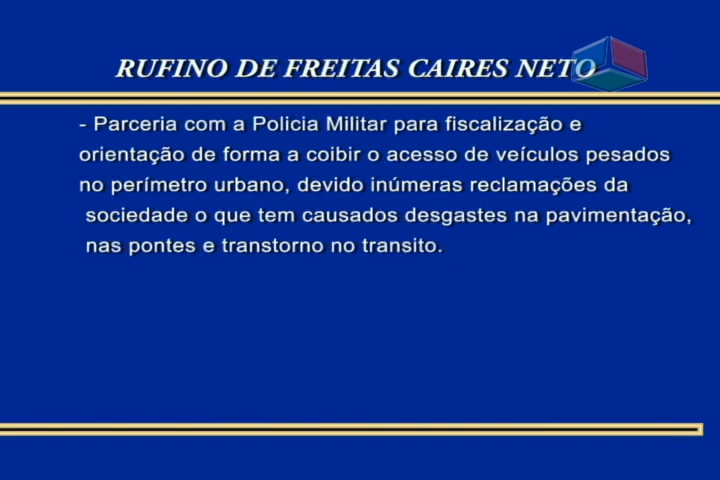 RUFINO DE FREITAS CAIRES NETO
- Parceria com a Policia Militar para fiscalização e
orientação de forma a coibir o acesso de veículos pesados
no perímetro urbano, devido inúmeras reclamações da
sociedade o que tem causados desgastes na pavimentação,
nas pontes e transtorno no transito.